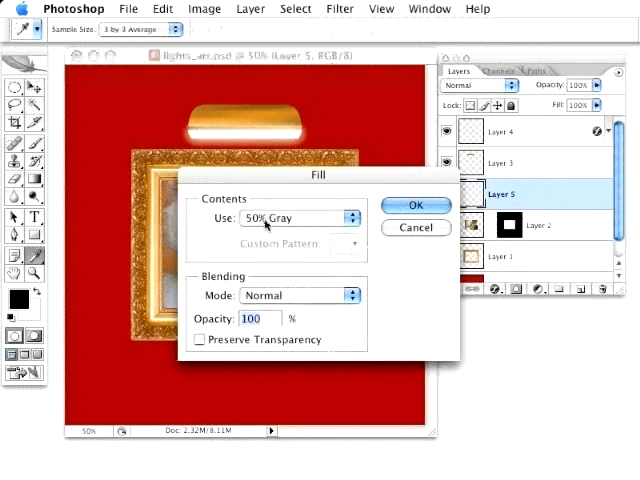 Photoshop File Edit Image Layer Select Filter View Window Help
Sample Size: 3 by 3 Average
lights_art.psd @ 50% (Layer 5, RGB/8)
Layers Channels Paths
Normal Opacity: 100%
Lock: Fill: 100%
Layer 4
Layer 3
Layer 5
Layer 2
Layer 1
Fill
Contents
Use: 50% Gray
Custom Pattern:
OK
Cancel
Blending
Mode: Normal
Opacity: 100 %
Preserve Transparency
50% Doc: 2.32M/8.11M